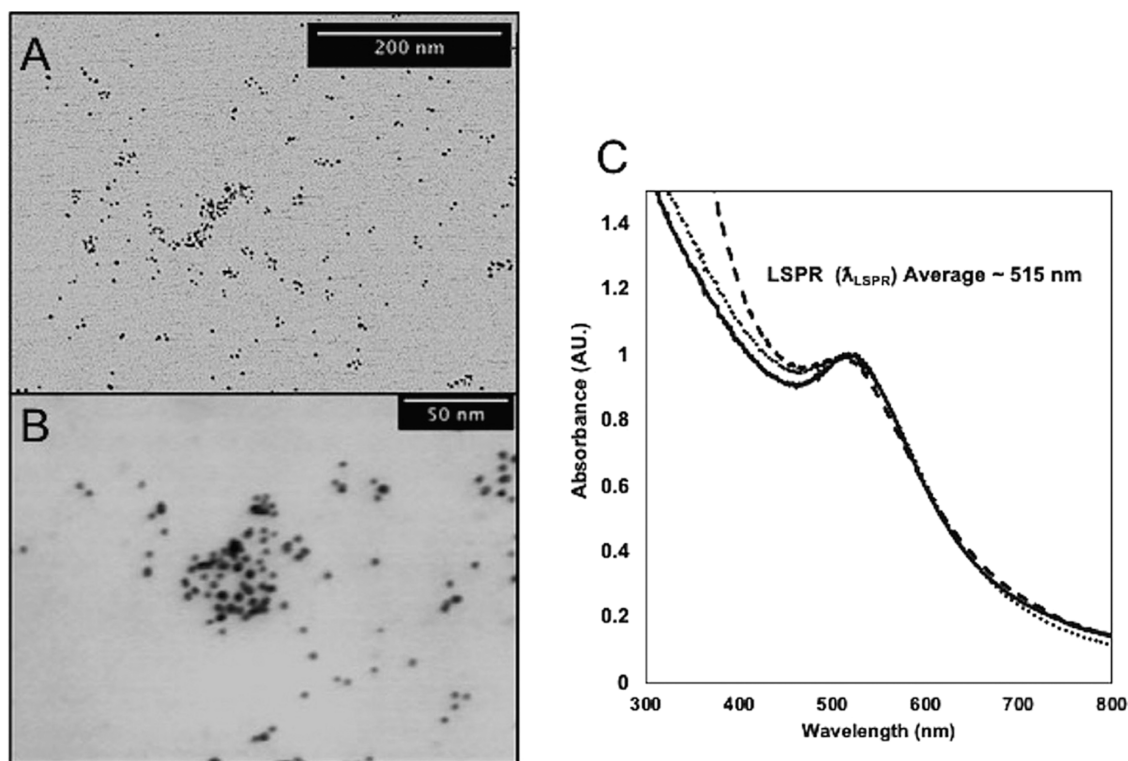 A
200 nm
B
50 nm
C
LSPR (ƛLSPR) Average ~ 515 nm
1.4
1.2
1
0.8
0.6
0.4
0.2
0
Absorbance (AU.)
300 400 500 600 700 800
Wavelength (nm)